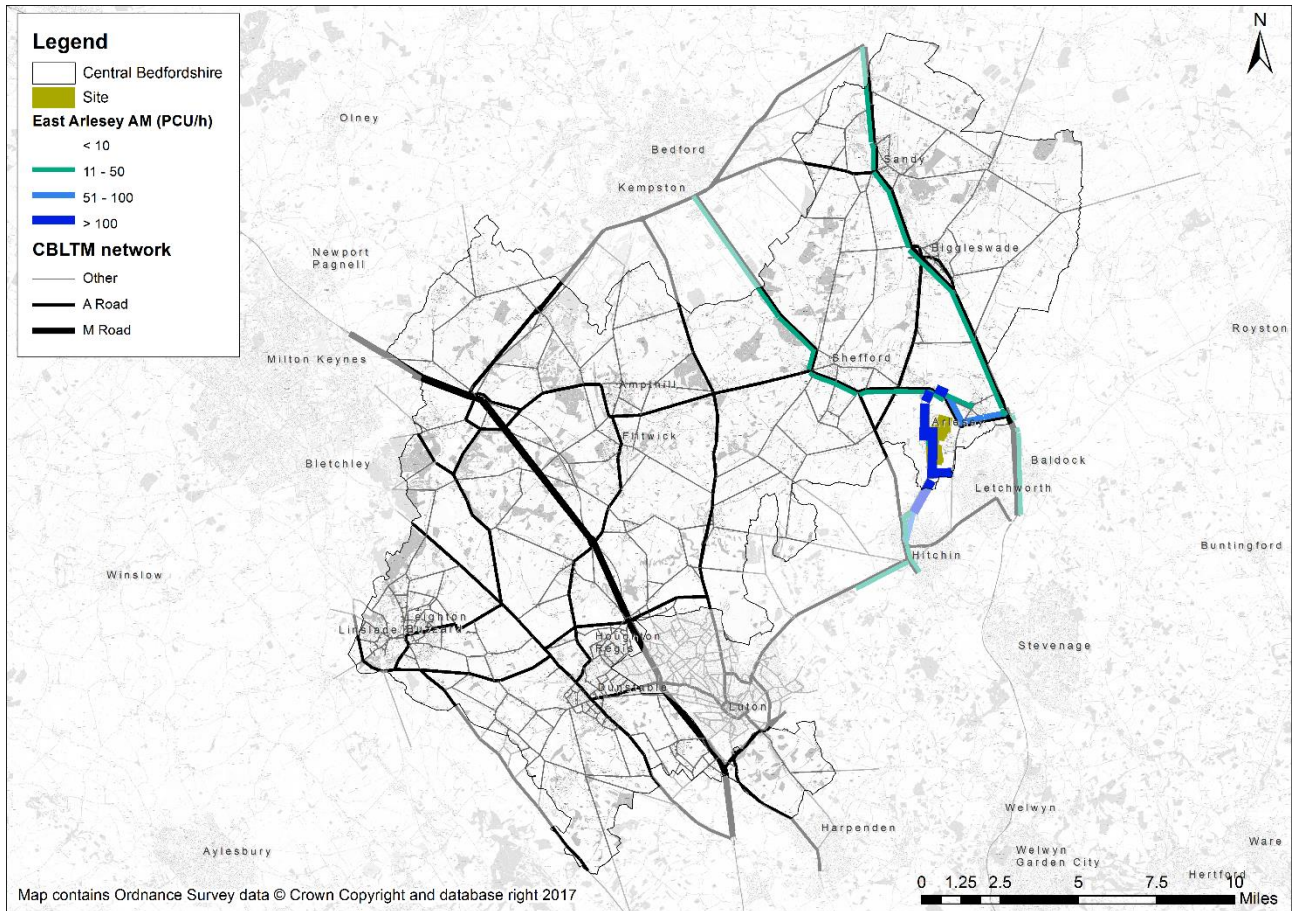 Legend
Central Bedfordshire
Site
East Arlesey AM (PCU/h)
< 10
11 - 50
51 - 100
> 100
CBLTM network
Other
A Road
M Road
N
Olney
Bedford
Sandy
Kempston
Newport
Pagnell
Biggleswade
Royston
Milton Keynes
Shefford
Ampthill
Arlesey
Flitwick
Bletchley
Baldock
Letchworth
Buntingford
Hitchin
Winslow
Leighton
Linslade Buzzard
Houghton
Regis
Stevenage
Dunstable
Luton
Welwyn
Harpenden
Ware
Aylesbury
Welwyn
Garden City
Hertford
Map contains Ordnance Survey data © Crown Copyright and database right 2017
0 1.25 2.5 5 7.5 10
Miles